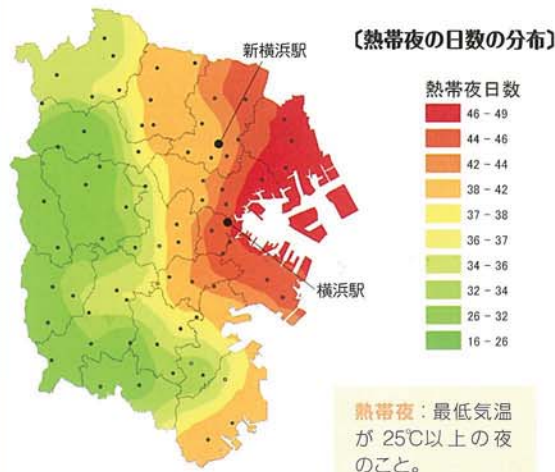 〔熱帯夜の日数の分布〕
新横浜駅
熱帯夜日数
46 - 49
44 - 46
42 - 44
38 - 42
37 - 38
36 - 37
34 - 36
32 - 34
26 - 32
16 - 26
横浜駅
熱帯夜：最低気温
が 25℃以上の夜
のこと。